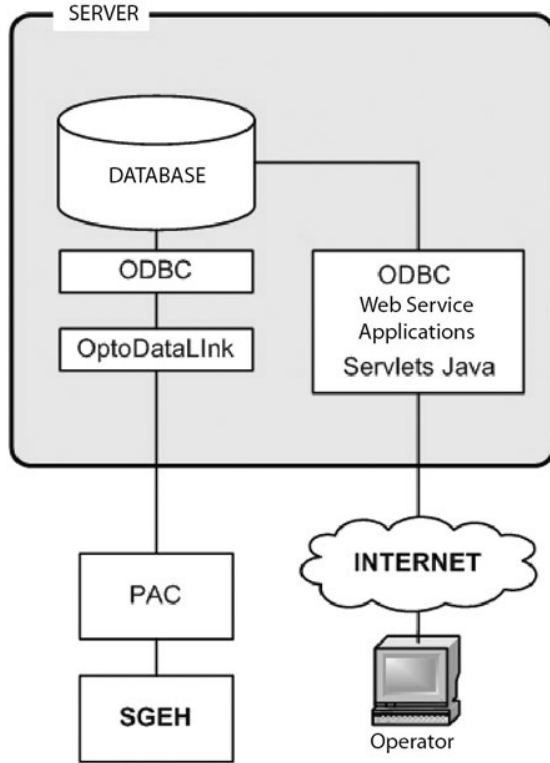 SERVER
DATABASE
ODBC
OptoDataLInk
ODBC
Web Service
Applications
Servlets Java
PAC
SGEH
INTERNET
Operator